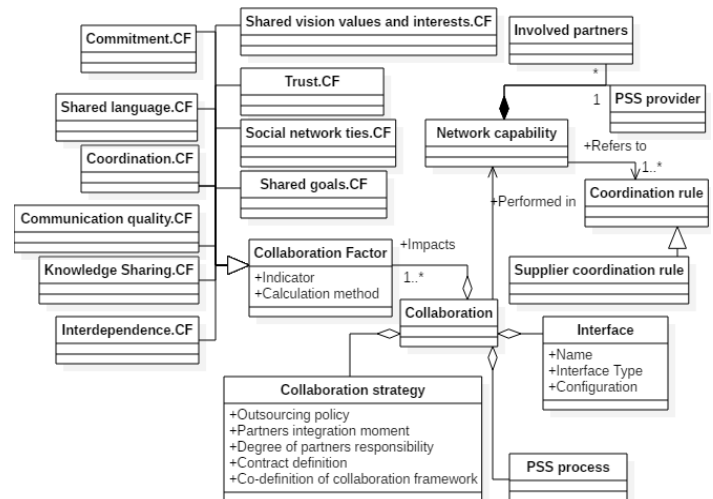 Shared vision values and interests.CF
Involved partners
Commitment.CF
*
Trust.CF
1
PSS provider
Shared language.CF
Social network ties.CF
Network capability
+Refers to
Coordination.CF
1..*
Shared goals.CF
Coordination rule
+Performed in
Communication quality.CF
Collaboration Factor
+Indicator
+Calculation method
+Impacts
1..*
Knowledge Sharing.CF
Supplier coordination rule
Collaboration
Interdependence.CF
Interface
+Name
+Interface Type
+Configuration
Collaboration strategy
+Outsourcing policy
+Partners integration moment
+Degree of partners responsibility
+Contract definition
+Co-definition of collaboration framework
PSS process